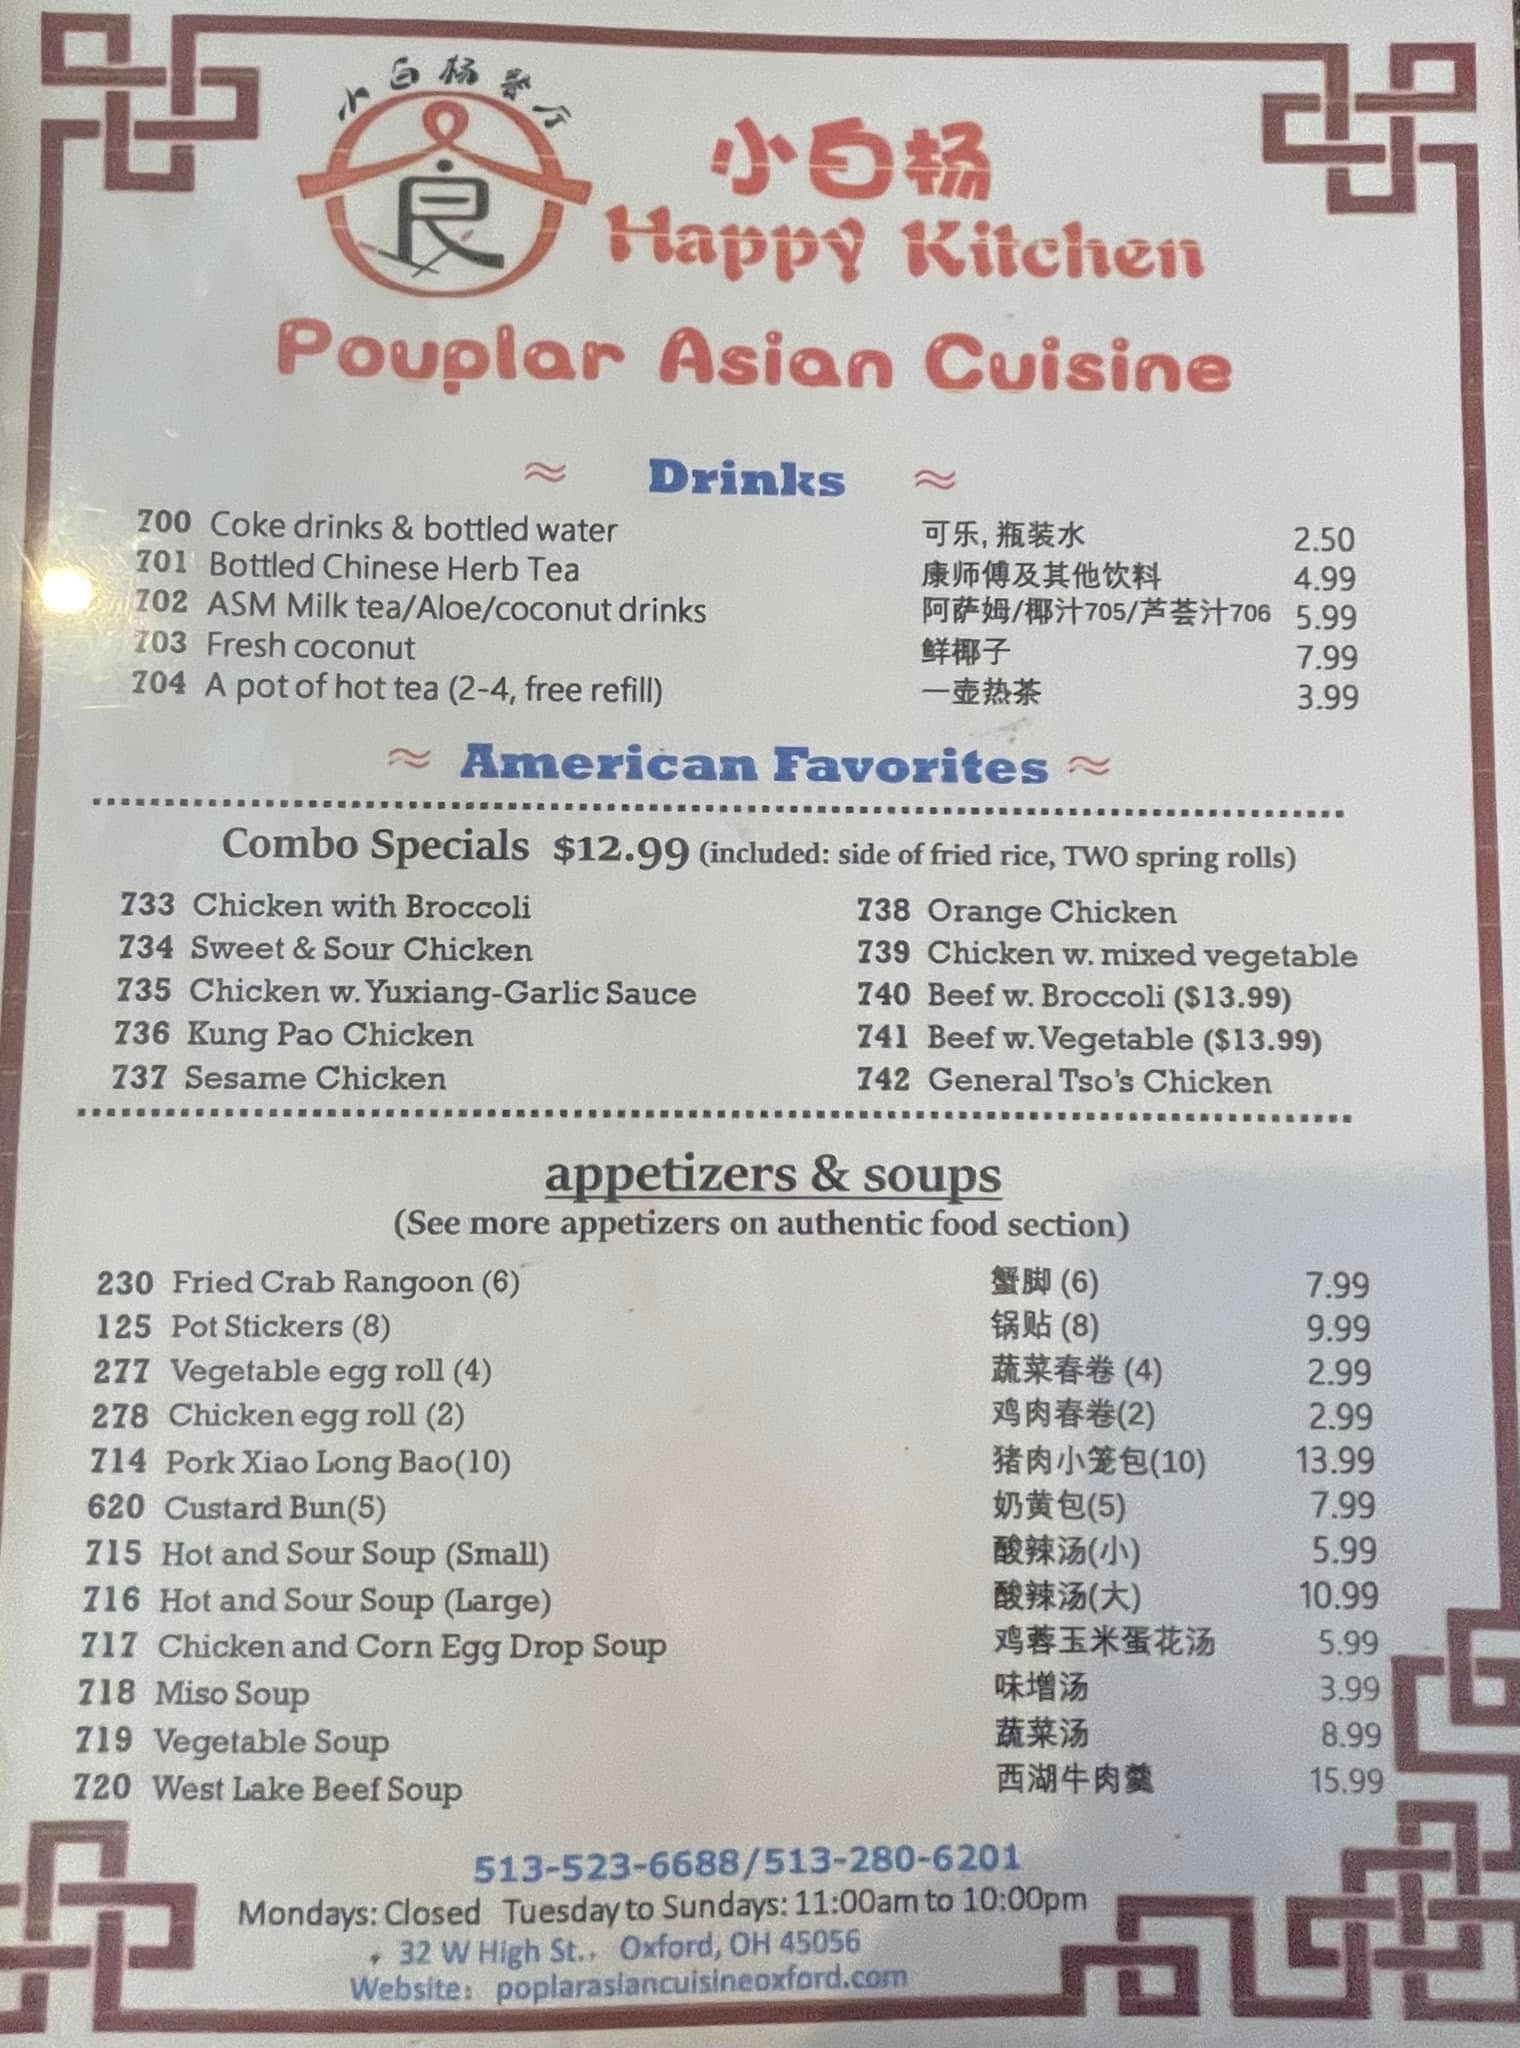 小白杨餐厅
食
小白杨
Happy Kitchen
Pouplar Asian Cuisine
≈ Drinks ≈
700 Coke drinks & bottled water 可乐, 瓶装水 2.50
701 Bottled Chinese Herb Tea 康师傅及其他饮料 4.99
702 ASM Milk tea/Aloe/coconut drinks 阿萨姆/椰汁705/芦荟汁706 5.99
703 Fresh coconut 鲜椰子 7.99
704 A pot of hot tea (2-4, free refill) 一壶热茶 3.99
≈ American Favorites ≈
Combo Specials $12.99 (included: side of fried rice, TWO spring rolls)
733 Chicken with Broccoli 738 Orange Chicken
734 Sweet & Sour Chicken 739 Chicken w. mixed vegetable
735 Chicken w. Yuxiang-Garlic Sauce 740 Beef w. Broccoli ($13.99)
736 Kung Pao Chicken 741 Beef w. Vegetable ($13.99)
737 Sesame Chicken 742 General Tso's Chicken
appetizers & soups
(See more appetizers on authentic food section)
230 Fried Crab Rangoon (6) 蟹脚 (6) 7.99
125 Pot Stickers (8) 锅贴 (8) 9.99
277 Vegetable egg roll (4) 蔬菜春卷 (4) 2.99
278 Chicken egg roll (2) 鸡肉春卷(2) 2.99
714 Pork Xiao Long Bao(10) 猪肉小笼包(10) 13.99
620 Custard Bun(5) 奶黄包(5) 7.99
715 Hot and Sour Soup (Small) 酸辣汤(小) 5.99
716 Hot and Sour Soup (Large) 酸辣汤(大) 10.99
717 Chicken and Corn Egg Drop Soup 鸡蓉玉米蛋花汤 5.99
718 Miso Soup 味增汤 3.99
719 Vegetable Soup 蔬菜汤 8.99
720 West Lake Beef Soup 西湖牛肉羹 15.99
513-523-6688/513-280-6201
Mondays: Closed Tuesday to Sundays: 11:00am to 10:00pm
32 W High St., Oxford, OH 45056
Website: poplarasiancuisineoxford.com